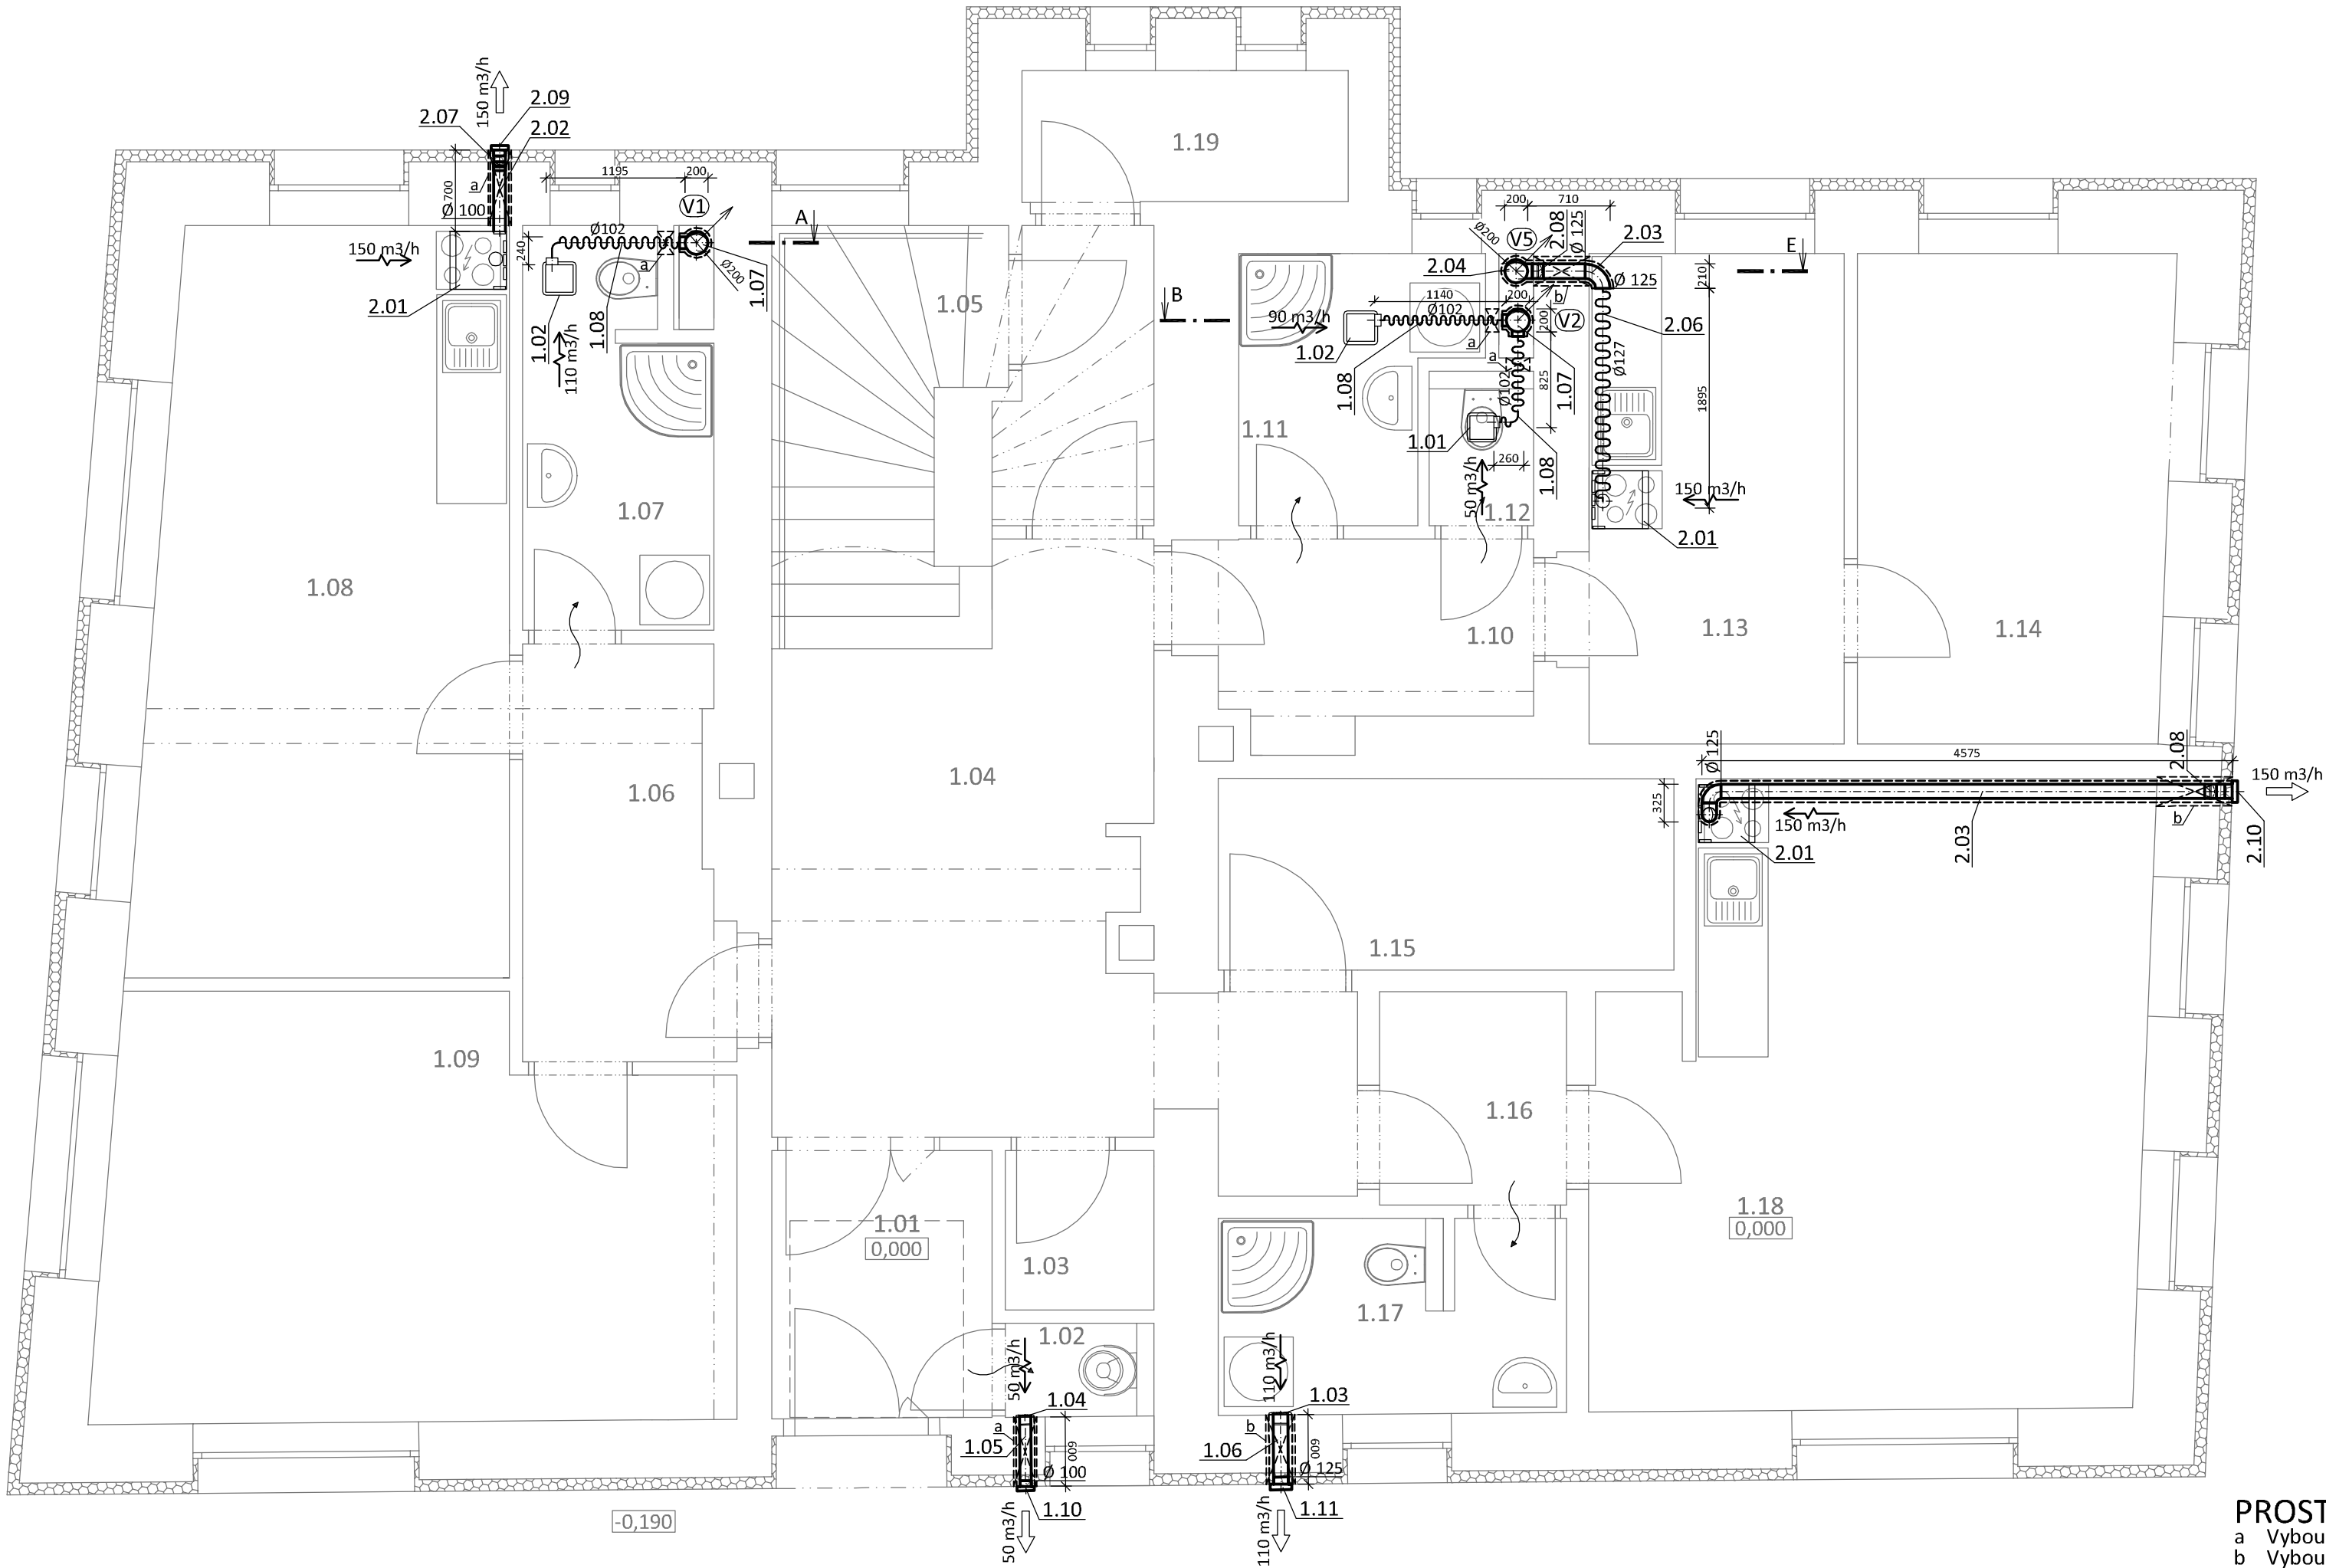 150 m3/h
2.09
2.07
2.02
a
700
Ø 100
150 m3/h
2.01
1195
200
V1
Ø102
240
a
Ø200
1.07
1.02
110 m3/h
1.08
A
1.05
B
1.19
1.07
1.08
1.06
1.09
1.04
200
710
Ø200
V5
2.08
Ø 125
2.03
2.04
E
210
Ø 125
b
1140
200
Ø102
90 m3/h
200
V2
2.06
1.02
a
a
Ø127
1.08
Ø102
825
1.07
1895
1.11
1.01
260
1.08
50 m3/h
1.12
150 m3/h
2.01
1.10
1.13
1.14
Ø 125
4575
2.08
150 m3/h
325
150 m3/h
b
2.01
2.03
2.10
1.15
1.16
1.18
0,000
1.01
0,000
1.03
1.17
1.02
50 m3/h
1.04
a
1.05
600
Ø 100
1.10
50 m3/h
110 m3/h
1.03
b
1.06
600
Ø 125
1.11
110 m3/h
-0,190
PROST
a Vybou
b Vybou